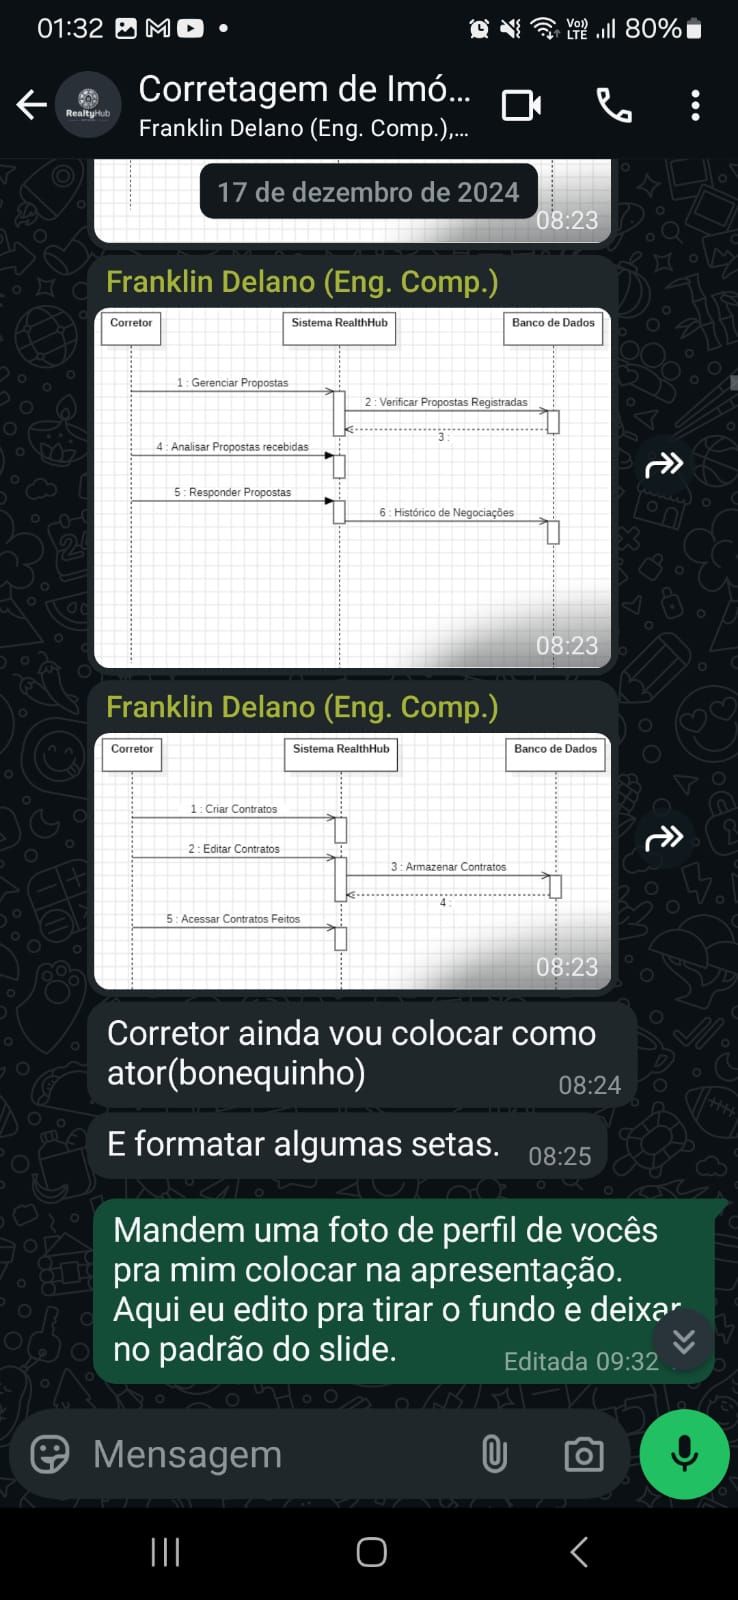 01:32
Vo))
LTE
80%
RealtyHub
Corretagem de Imó...
Franklin Delano (Eng. Comp.),...
17 de dezembro de 2024
08:23
Franklin Delano (Eng. Comp.)
Corretor
Sistema RealthHub
Banco de Dados
1 : Gerenciar Propostas
2 : Verificar Propostas Registradas
3 :
4 : Analisar Propostas recebidas
5 : Responder Propostas
6 : Histórico de Negociações
08:23
Franklin Delano (Eng. Comp.)
Corretor
Sistema RealthHub
Banco de Dados
1 : Criar Contratos
2 : Editar Contratos
3 : Armazenar Contratos
4 :
5 : Acessar Contratos Feitos
08:23
Corretor ainda vou colocar como
ator(bonequinho)
08:24
E formatar algumas setas.
08:25
Mandem uma foto de perfil de vocês
pra mim colocar na apresentação.
Aqui eu edito pra tirar o fundo e deixar
no padrão do slide.
Editada 09:32
Mensagem